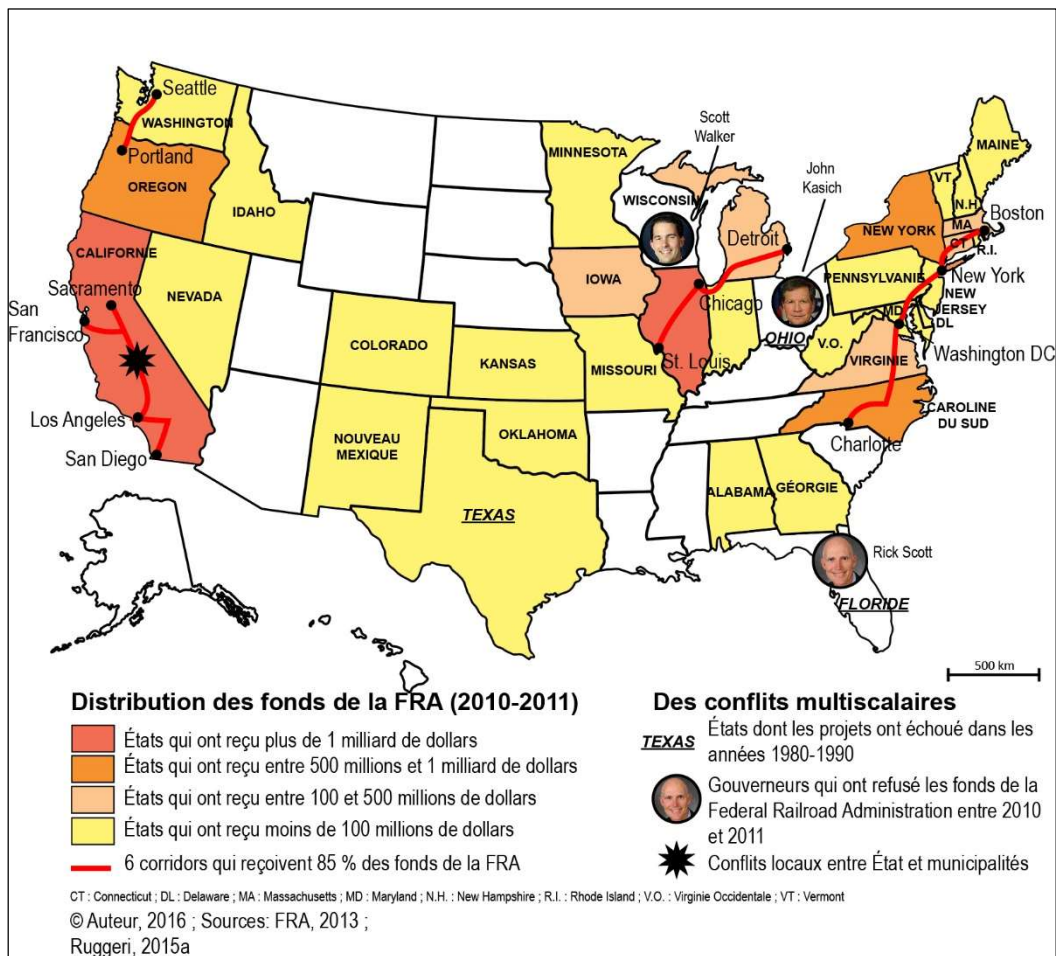 Seattle
WASHINGTON
Portland
OREGON
IDAHO
CALIFORNIE
Sacramento
San
Francisco
NEVADA
Los Angeles
San Diego
COLORADO
KANSAS
NOUVEAU
MEXIQUE
OKLAHOMA
TEXAS
MINNESOTA
Scott
Walker
WISCONSIN
John
Kasich
IOWA
Detroit
Chicago
MISSOURI
St. Louis
OHIO
MAINE
VT
N.H
NEW YORK
MA
Boston
CT
R.I.
PENNSYLVANIE
New York
NEW
JERSEY
MD
DL
V.O.
Washington DC
VIRGINIE
CAROLINE
DU SUD
Charlotte
ALABAMA
GÉORGIE
Rick Scott
FLORIDE
500 km
Distribution des fonds de la FRA (2010-2011)
États qui ont reçu plus de 1 milliard de dollars
États qui ont reçu entre 500 millions et 1 milliard de dollars
États qui ont reçu entre 100 et 500 millions de dollars
États qui ont reçu moins de 100 millions de dollars
6 corridors qui reçoivent 85 % des fonds de la FRA
Des conflits multiscalaires
TEXAS
États dont les projets ont échoué dans les
années 1980-1990
Gouverneurs qui ont refusé les fonds de la
Federal Railroad Administration entre 2010
et 2011
Conflits locaux entre État et municipalités
CT : Connecticut ; DL : Delaware ; MA : Massachusetts ; MD : Maryland ; N.H. : New Hampshire ; R.I. : Rhode Island ; V.O. : Virginie Occidentale ; VT : Vermont
© Auteur, 2016 ; Sources: FRA, 2013 ;
Ruggeri, 2015a